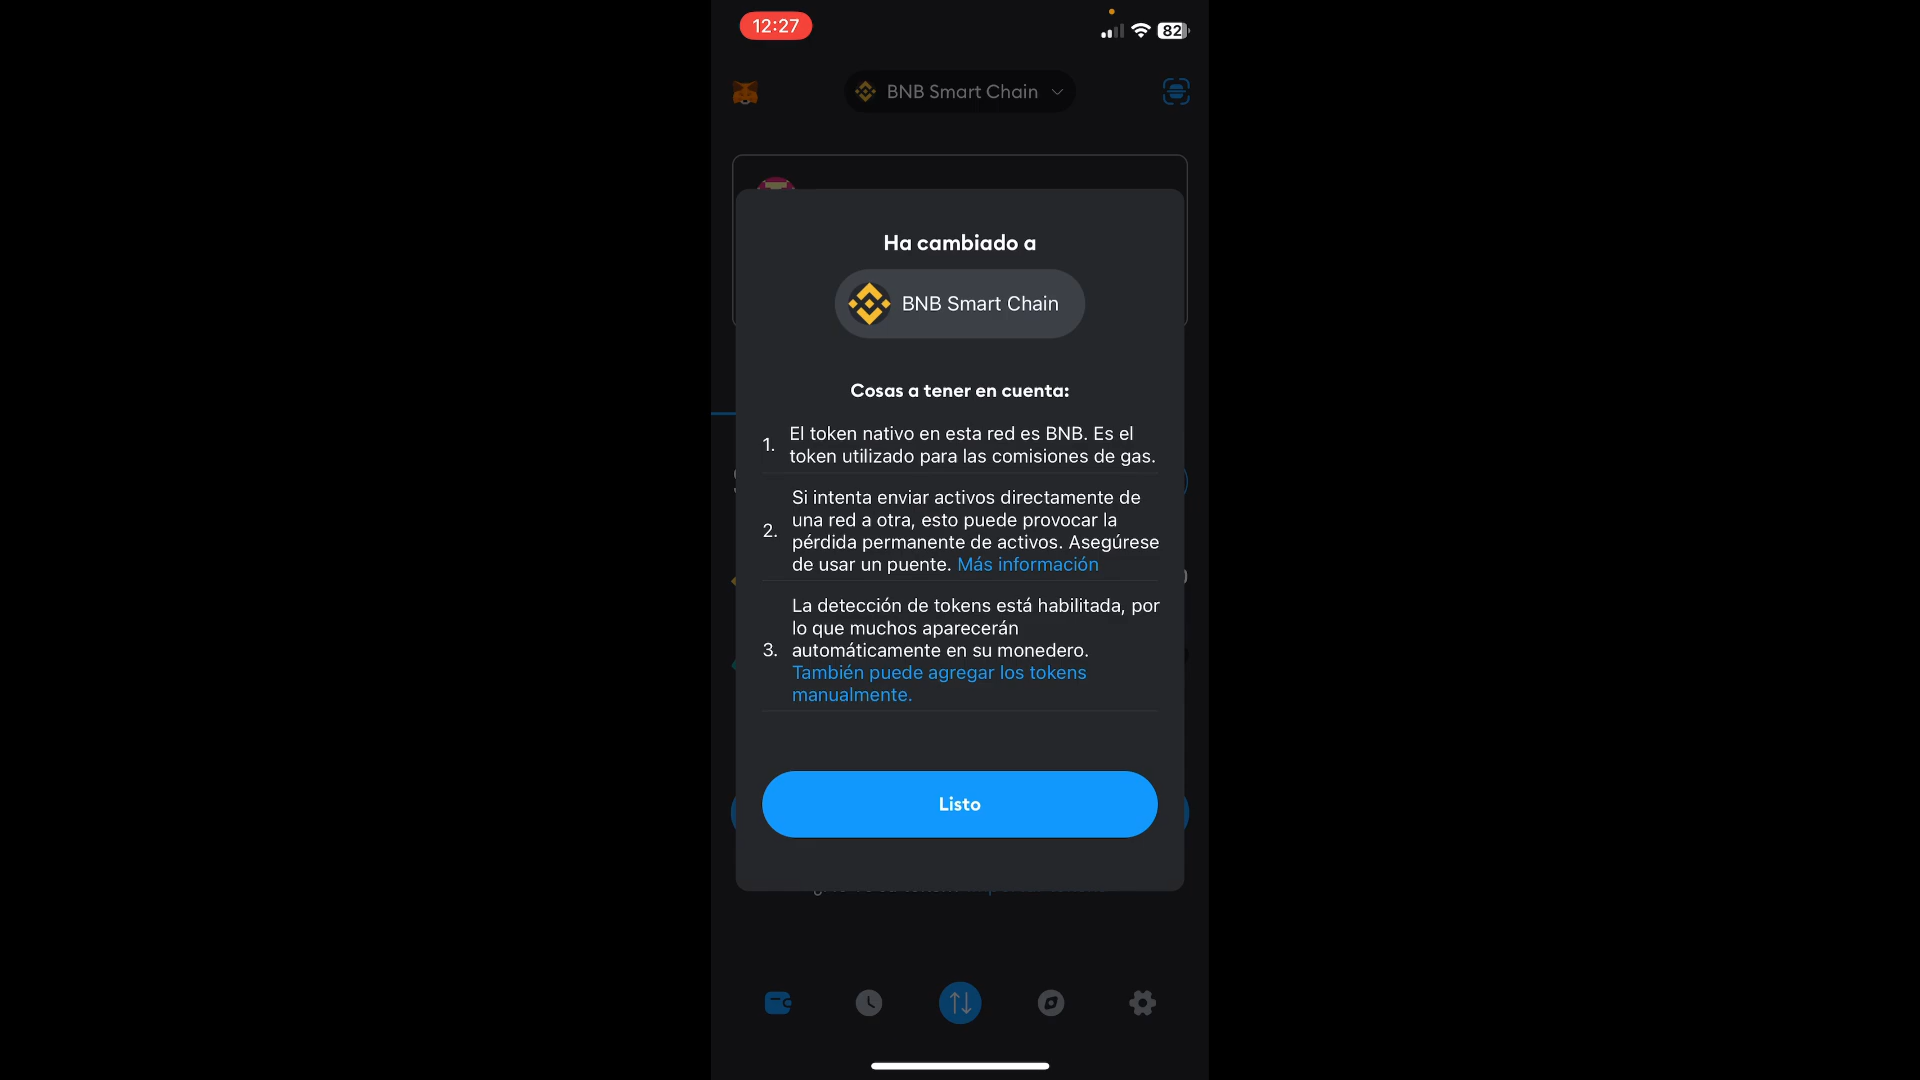 12:27
82
BNB Smart Chain
Ha cambiado a
BNB Smart Chain
Cosas a tener en cuenta:
1. El token nativo en esta red es BNB. Es el
token utilizado para las comisiones de gas.
2. Si intenta enviar activos directamente de
una red a otra, esto puede provocar la
pérdida permanente de activos. Asegúrese
de usar un puente. Más información
3. La detección de tokens está habilitada, por
lo que muchos aparecerán
automáticamente en su monedero.
También puede agregar los tokens
manualmente.
Listo